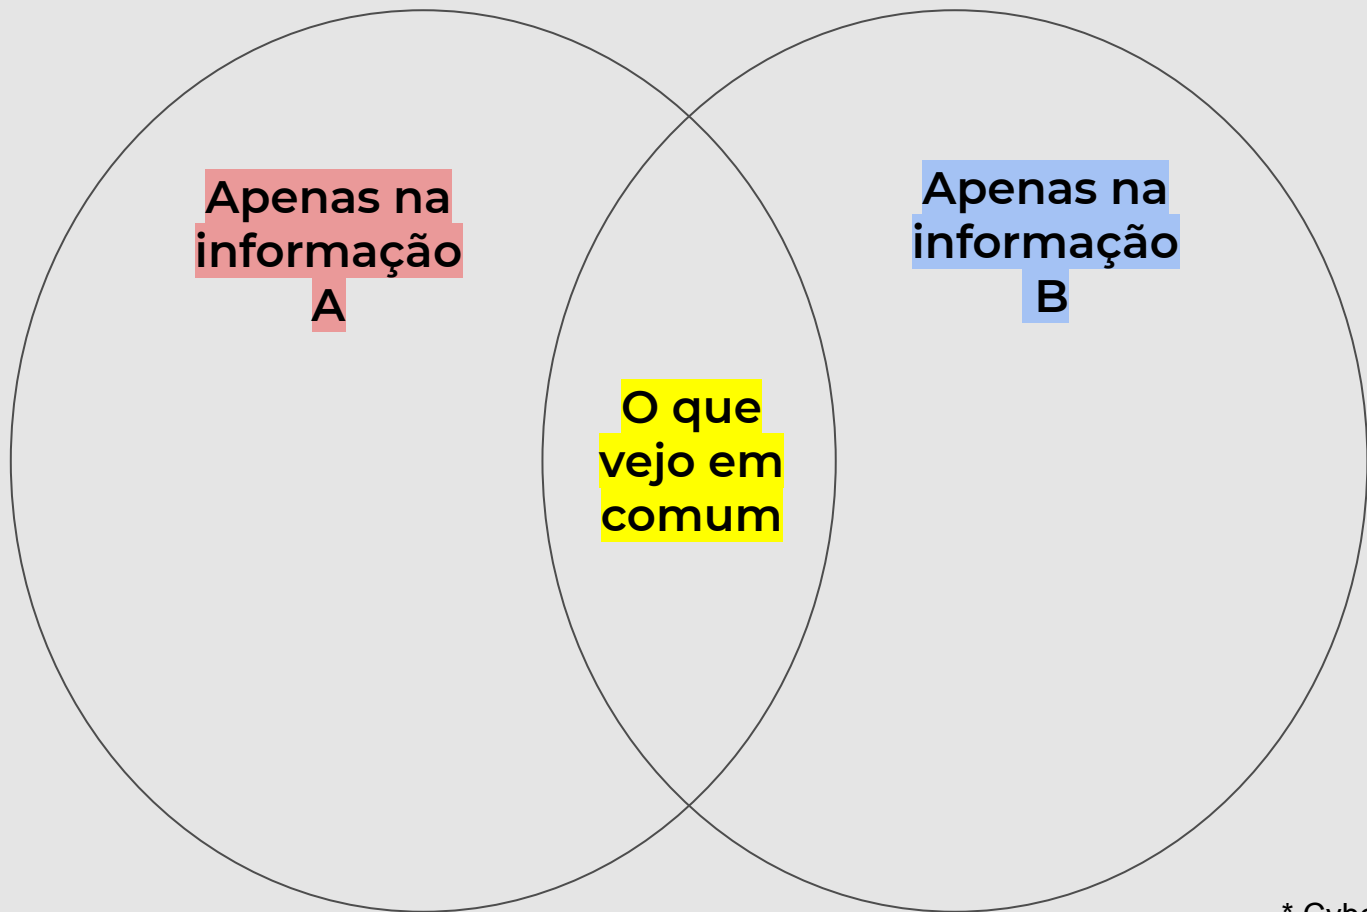 Apenas na
informação
A
Apenas na
informação
B
O que
vejo em
comum